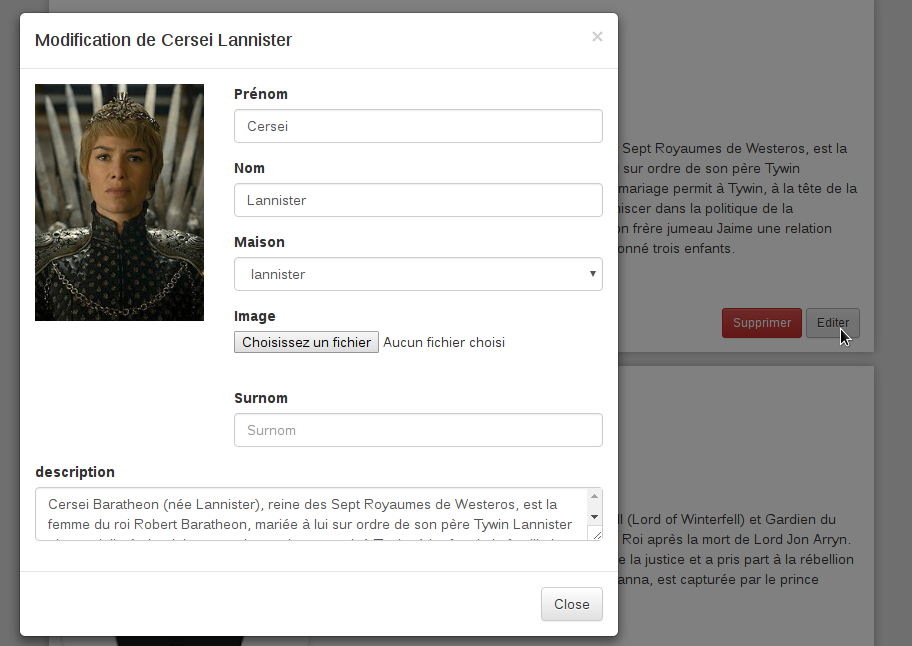 Modification de Cersei Lannister
×
Prénom
Cersei
Nom
Lannister
Maison
lannister
Image
Choisissez un fichier Aucun fichier choisi
Surnom
Surnom
description
Cersei Baratheon (née Lannister), reine des Sept Royaumes de Westeros, est la
femme du roi Robert Baratheon, mariée à lui sur ordre de son père Tywin Lannister
Close
Sept Royaumes de Westeros, est la
sur ordre de son père Tywin
mariage permit à Tywin, à la tête de la
niscer dans la politique de la
on frère jumeau Jaime une relation
onné trois enfants.
Supprimer Editer
ll (Lord of Winterfell) et Gardien du
Roi après la mort de Lord Jon Arryn.
e la justice et a pris part à la rébellion
anna, est capturée par le prince